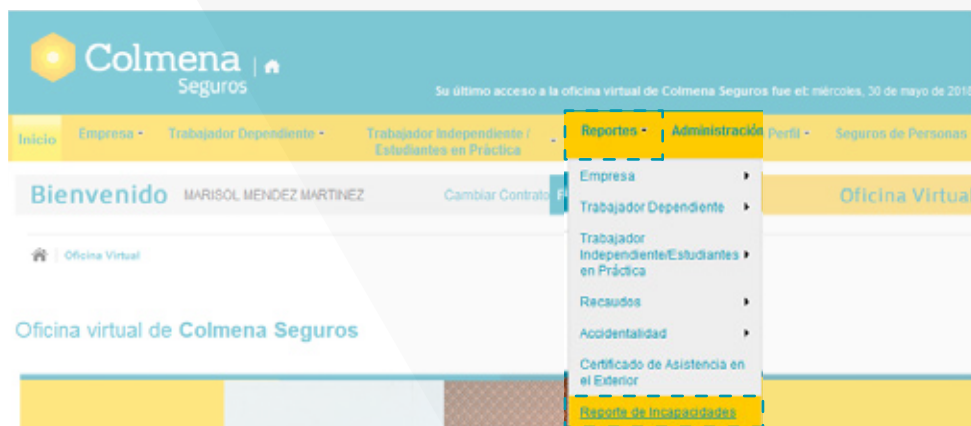 Colmena
Seguros
Su último acceso a la oficina virtual de Colmena Seguros fue el: miércoles, 30 de mayo de 2018
Inicio
Empresa
Trabajador Dependiente
Trabajador Independiente /
Estudiantes en Práctica
Reportes
Administración
Perfil
Seguros de Personas
Bienvenido MARISOL MENDEZ MARTINEZ
Cambiar Contrato
Oficina Virtual
Empresa
Trabajador Dependiente
Trabajador
Independiente/Estudiantes
en Práctica
Recaudos
Accidentalidad
Certificado de Asistencia en
el Exterior
Reporte de Incapacidades
Oficina Virtual
Oficina virtual de Colmena Seguros